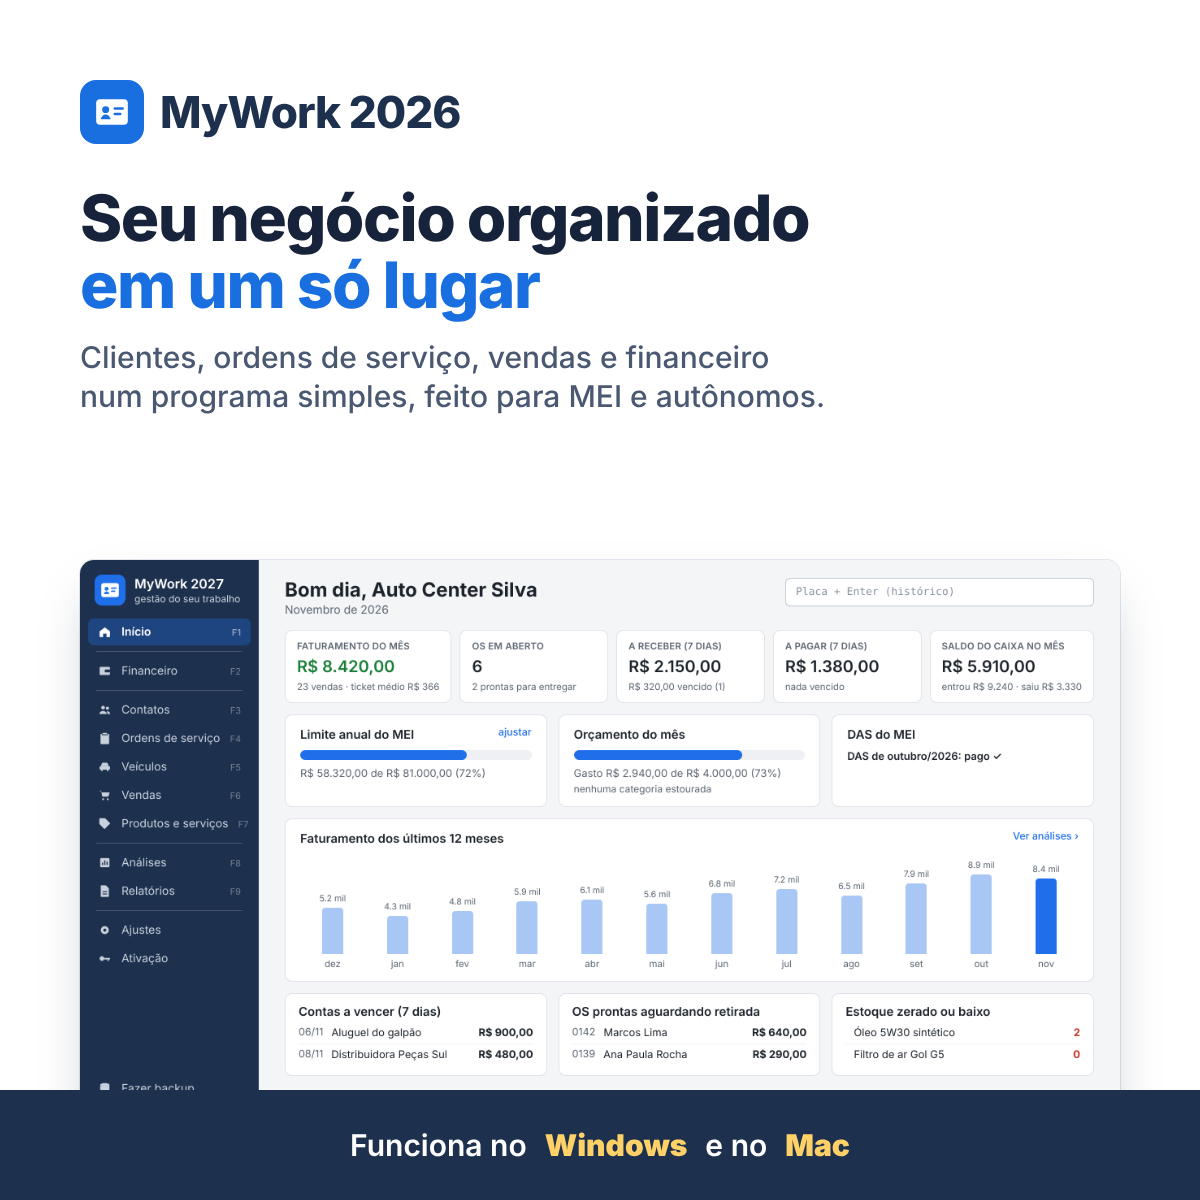 MyWork 2026
Seu negócio organizado
em um só lugar
Clientes, ordens de serviço, vendas e financeiro
num programa simples, feito para MEI e autônomos.
MyWork 2027
gestão do seu trabalho
Início F1
Financeiro F2
Contatos F3
Ordens de serviço F4
Veículos F5
Vendas F6
Produtos e serviços F7
Análises F8
Relatórios F9
Ajustes
Ativação
Fazer backup
Bom dia, Auto Center Silva
Novembro de 2026
Placa + Enter (histórico)
FATURAMENTO DO MÊS
R$ 8.420,00
23 vendas · ticket médio R$ 366
OS EM ABERTO
6
2 prontas para entregar
A RECEBER (7 DIAS)
R$ 2.150,00
R$ 320,00 vencido (1)
A PAGAR (7 DIAS)
R$ 1.380,00
nada vencido
SALDO DO CAIXA NO MÊS
R$ 5.910,00
entrou R$ 9.240 · saiu R$ 3.330
Limite anual do MEI ajustar
R$ 58.320,00 de R$ 81.000,00 (72%)
Orçamento do mês
Gasto R$ 2.940,00 de R$ 4.000,00 (73%)
nenhuma categoria estourada
DAS do MEI
DAS de outubro/2026: pago ✓
Faturamento dos últimos 12 meses Ver análises ›
5.2 mil 4.3 mil 4.8 mil 5.9 mil 6.1 mil 5.6 mil 6.8 mil 7.2 mil 6.5 mil 7.9 mil 8.9 mil 8.4 mil
dez jan fev mar abr mai jun jul ago set out nov
Contas a vencer (7 dias)
06/11 Aluguel do galpão R$ 900,00
08/11 Distribuidora Peças Sul R$ 480,00
OS prontas aguardando retirada
0142 Marcos Lima R$ 640,00
0139 Ana Paula Rocha R$ 290,00
Estoque zerado ou baixo
Óleo 5W30 sintético 2
Filtro de ar Gol G5 0
Funciona no Windows e no Mac